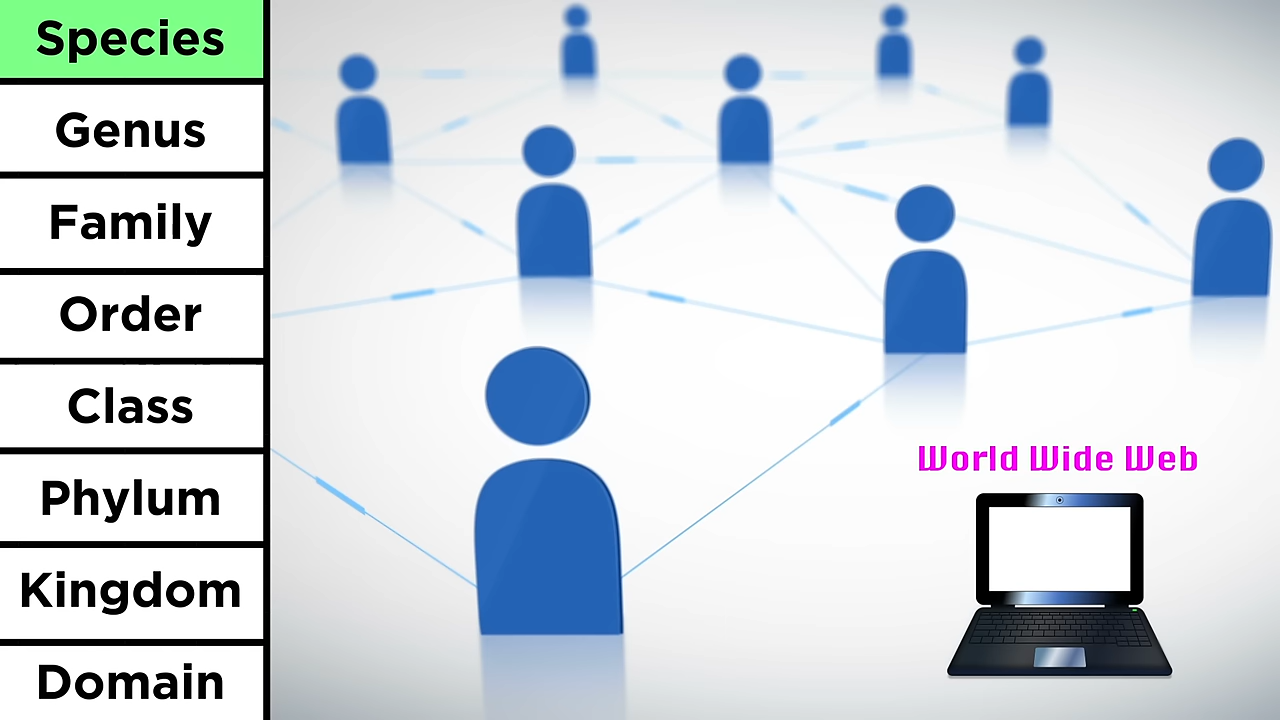 Species
Genus
Family
Order
Class
Phylum
Kingdom
Domain
World Wide Web